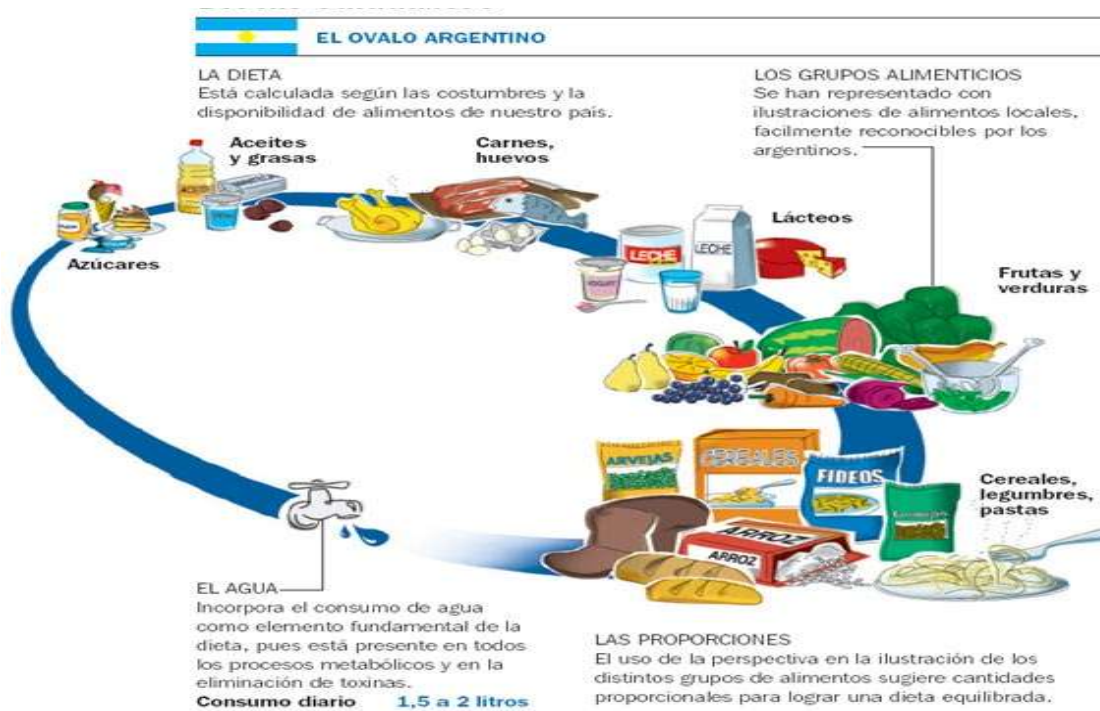 EL OVALO ARGENTINO
LA DIETA
Está calculada según las costumbres y la
disponibilidad de alimentos de nuestro país.
LOS GRUPOS ALIMENTICIOS
Se han representado con
ilustraciones de alimentos locales,
facilmente reconocibles por los
argentinos.
Aceites
y grasas
Carnes,
huevos
Azúcares
Lácteos
LECHE
LECHE
YOGURT
Frutas y
verduras
ARVEJAS
CEREALES
FIDEOS
ARROZ
ARROZ
Cereales,
legumbres,
pastas
EL AGUA
Incorpora el consumo de agua
como elemento fundamental de la
dieta, pues está presente en todos
los procesos metabólicos y en la
eliminación de toxinas.
Consumo diario 1,5 a 2 litros
LAS PROPORCIONES
El uso de la perspectiva en la ilustración de los
distintos grupos de alimentos sugiere cantidades
proporcionales para lograr una dieta equilibrada.